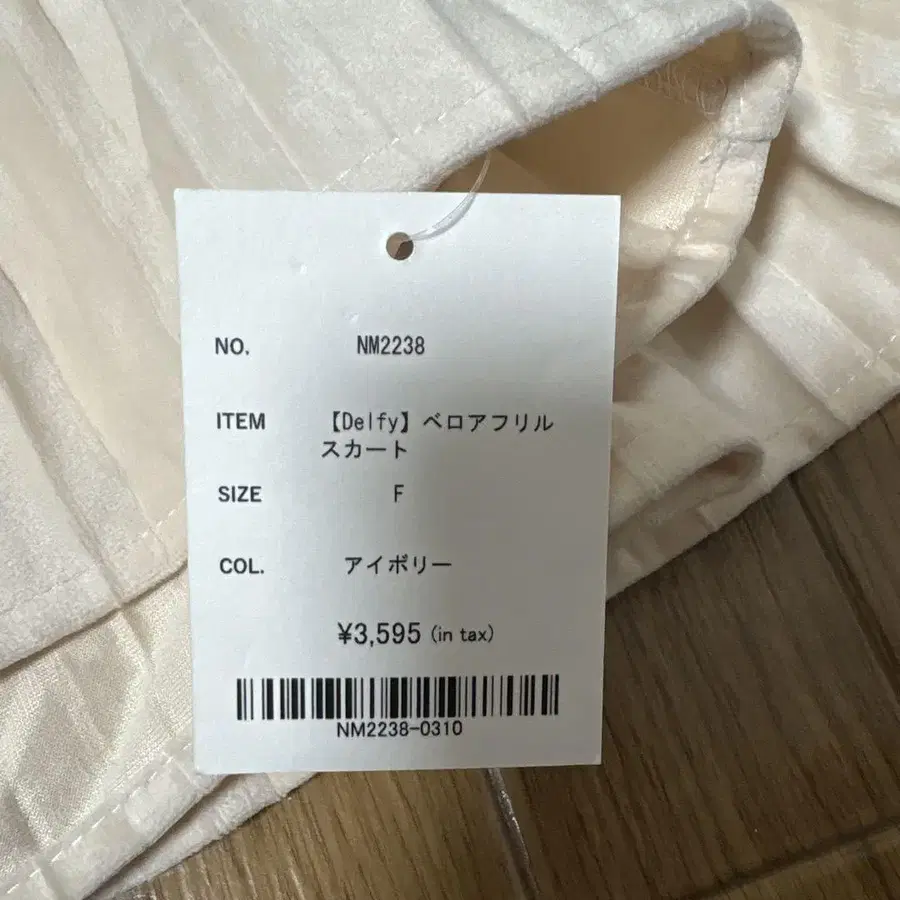 NO. NM2238
ITEM 【Delfy】ベロアフリル
スカート
SIZE F
COL. アイボリー
¥3,595 (in tax)
NM2238-0310